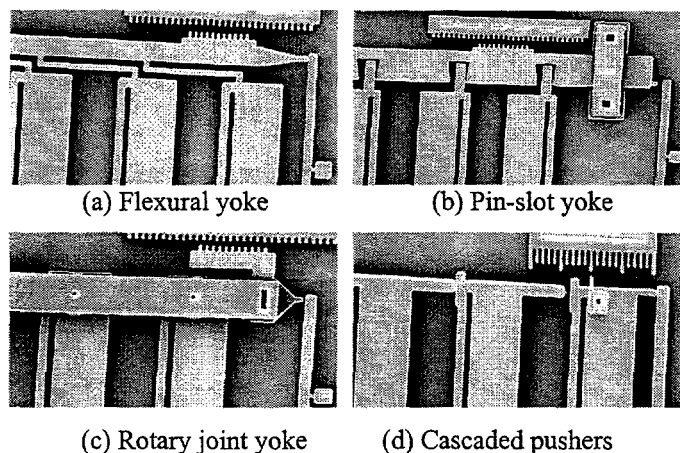 (a) Flexural yoke
(b) Pin-slot yoke
(c) Rotary joint yoke
(d) Cascaded pushers